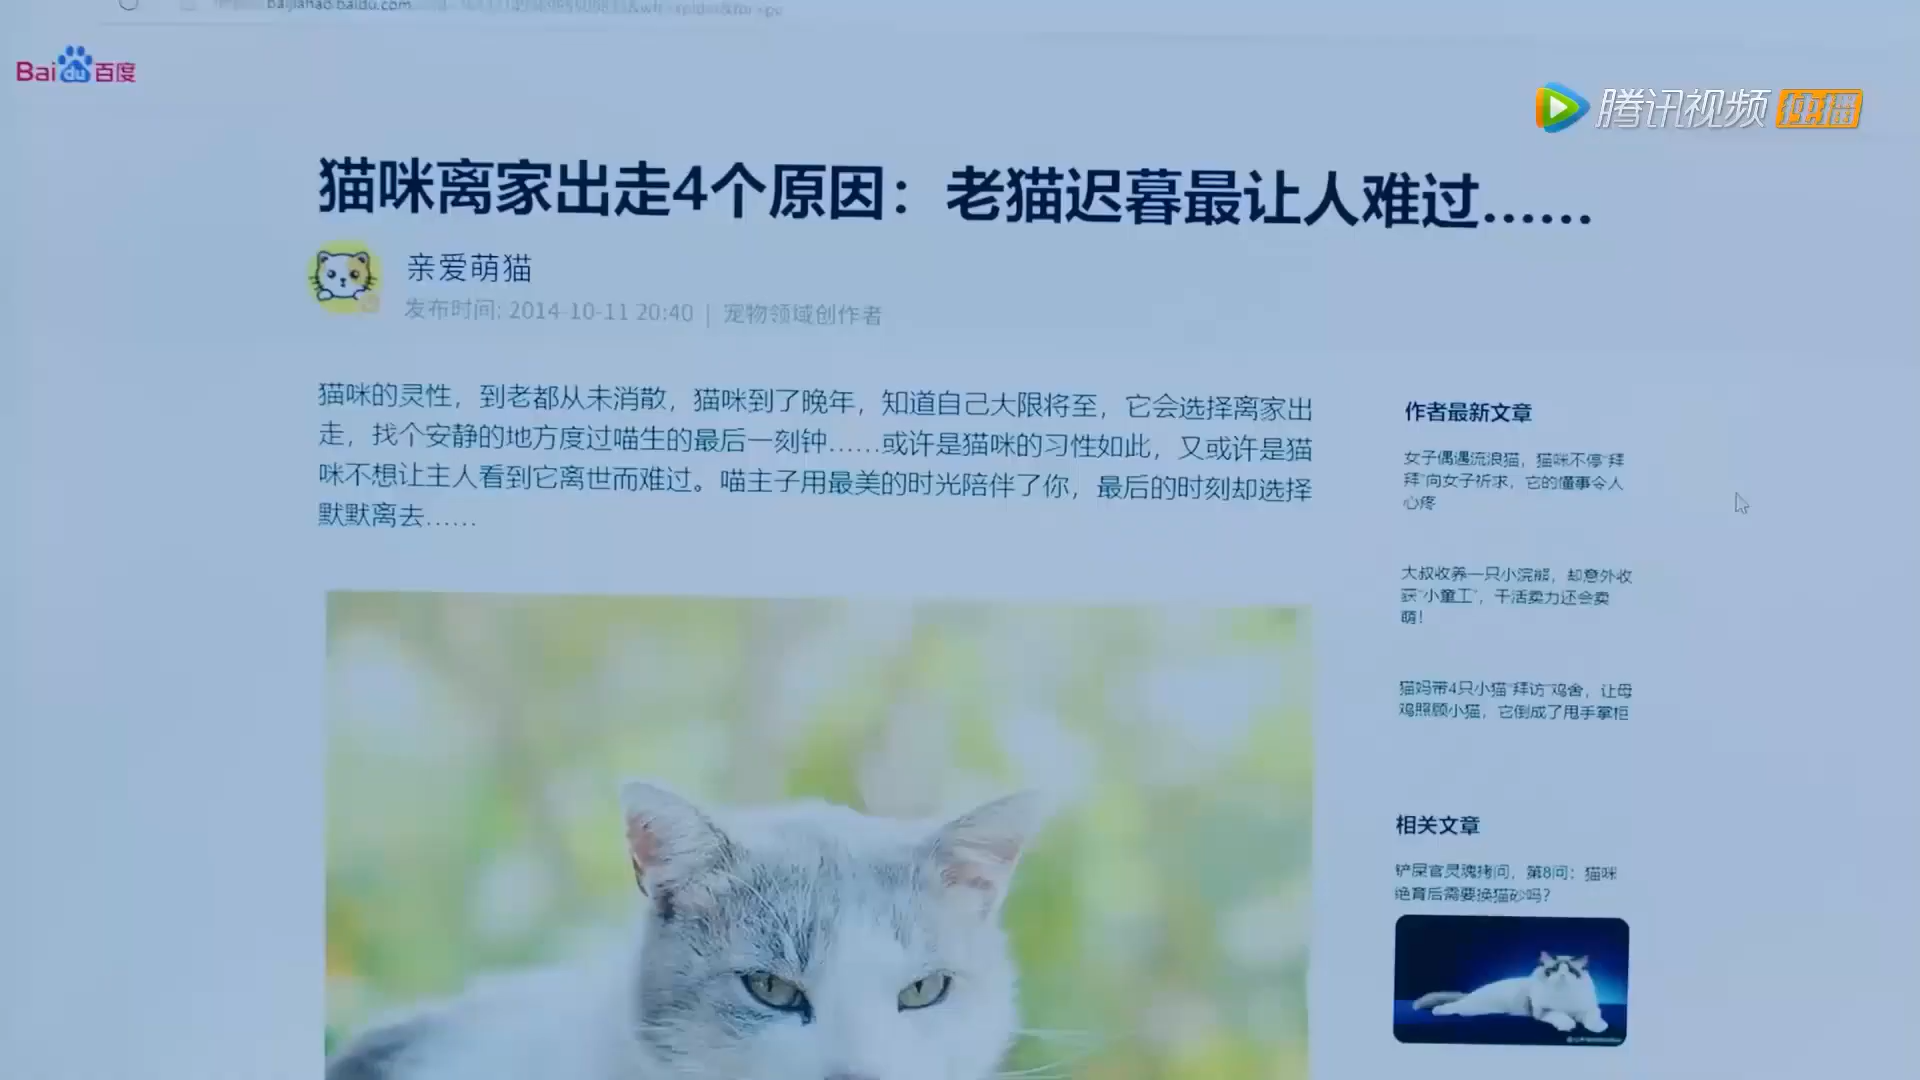 baijiahao.baidu.com
Bai du 百度
腾讯视频 独播
猫咪离家出走4个原因：老猫迟暮最让人难过……
亲爱萌猫
发布时间: 2014-10-11 20:40 | 宠物领域创作者
猫咪的灵性，到老都从未消散，猫咪到了晚年，知道自己大限将至，它会选择离家出
走，找个安静的地方度过喵生的最后一刻钟……或许是猫咪的习性如此，又或许是猫
咪不想让主人看到它离世而难过。喵主子用最美的时光陪伴了你，最后的时刻却选择
默默离去……
作者最新文章
女子偶遇流浪猫，猫咪不停“拜
拜”向女子祈求，它的懂事令人
心疼
大叔收养一只小浣熊，却意外收
获“小童工”，干活卖力还会卖
萌！
猫妈带4只小猫“拜访”鸡舍，让母
鸡照顾小猫，它倒成了甩手掌柜
相关文章
铲屎官灵魂拷问，第8问：猫咪
绝育后需要换猫砂吗？